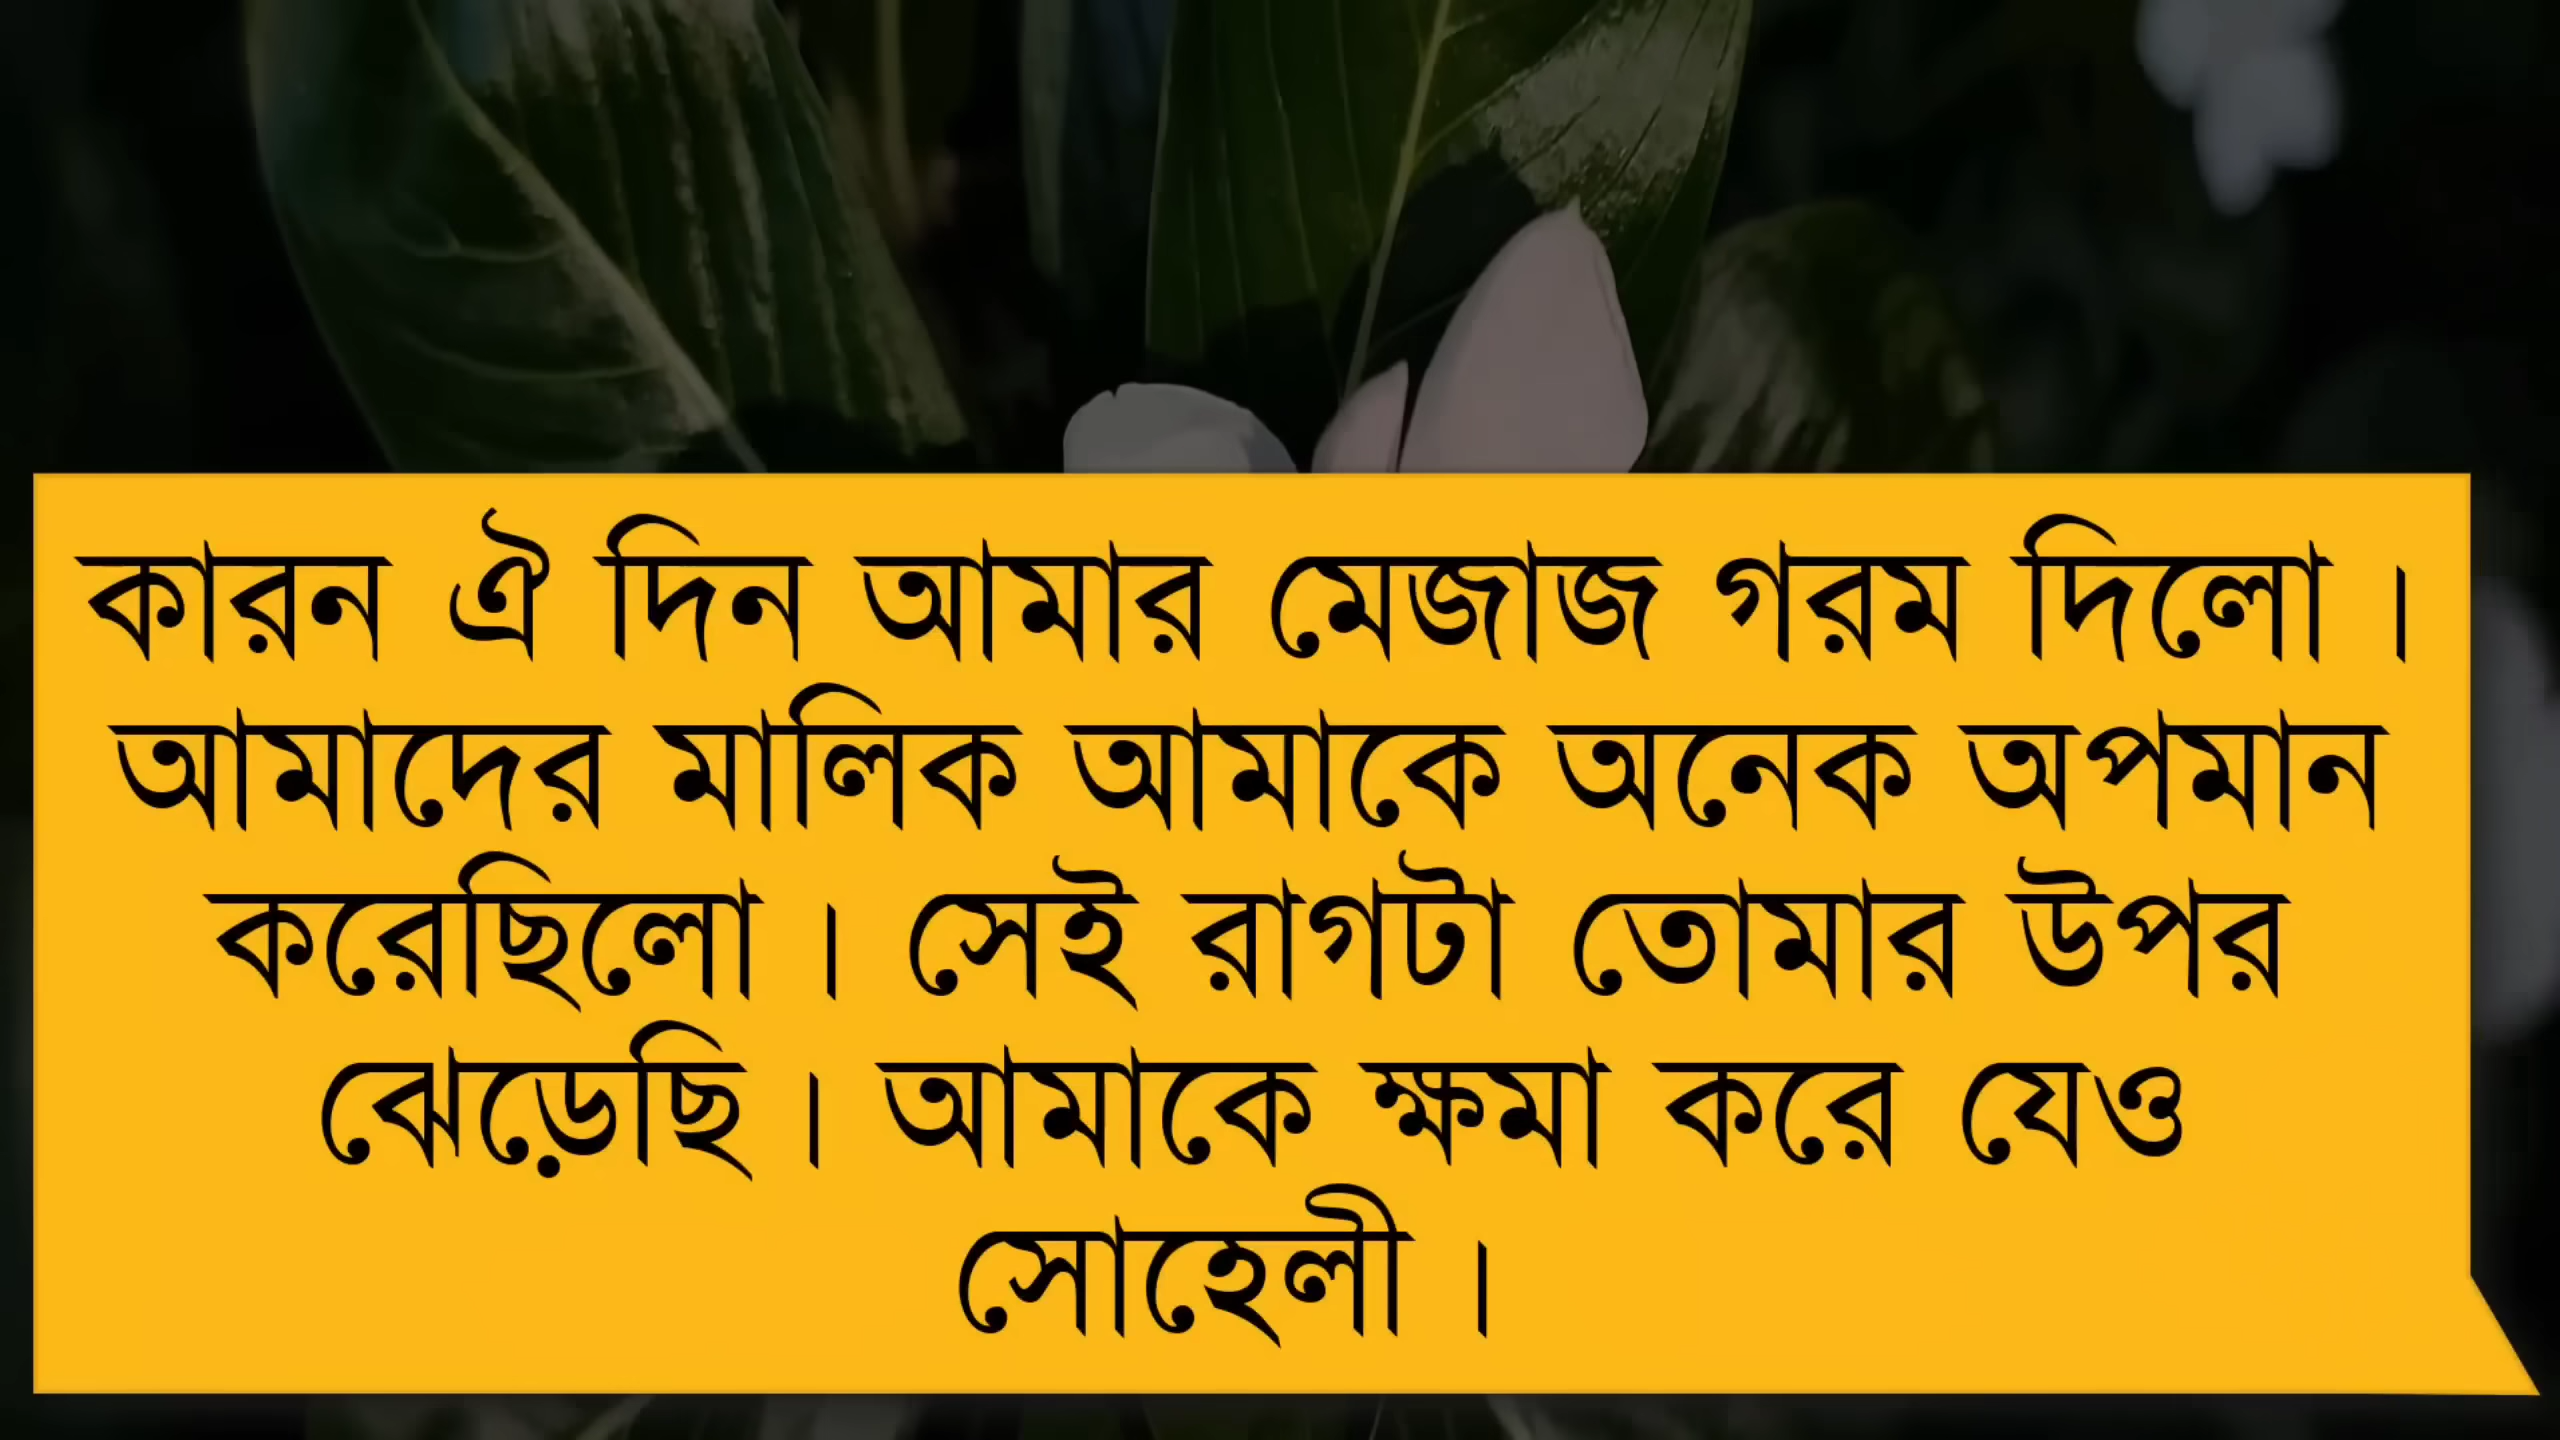 কারন ঐ দিন আমার মেজাজ গরম দিলো ।
আমাদের মালিক আমাকে অনেক অপমান
করেছিলো । সেই রাগটা তোমার উপর
ঝেড়েছি । আমাকে ক্ষমা করে যেও
সোহেলী ।